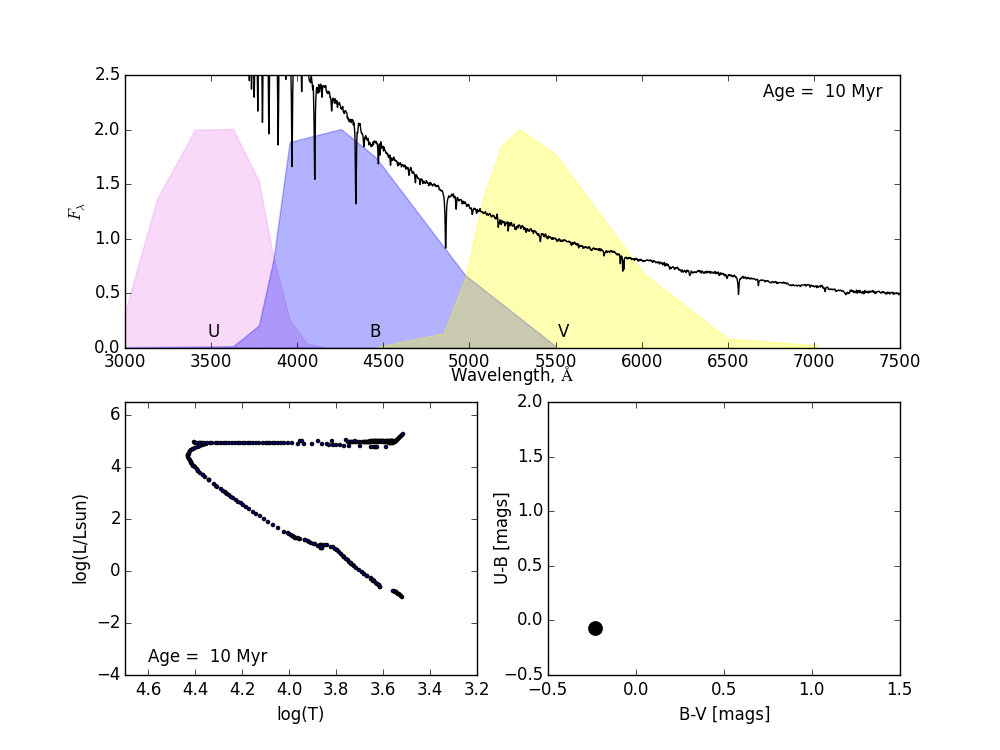 2.5
2.0
1.5
1.0
0.5
0.0
F_λ
Age = 10 Myr
U
B
V
3000 3500 4000 4500 5000 5500 6000 6500 7000 7500
Wavelength, Å
6
4
2
0
−2
−4
log(L/Lsun)
Age = 10 Myr
4.6 4.4 4.2 4.0 3.8 3.6 3.4 3.2
log(T)
2.0
1.5
1.0
0.5
0.0
−0.5
U-B [mags]
−0.5 0.0 0.5 1.0 1.5
B-V [mags]